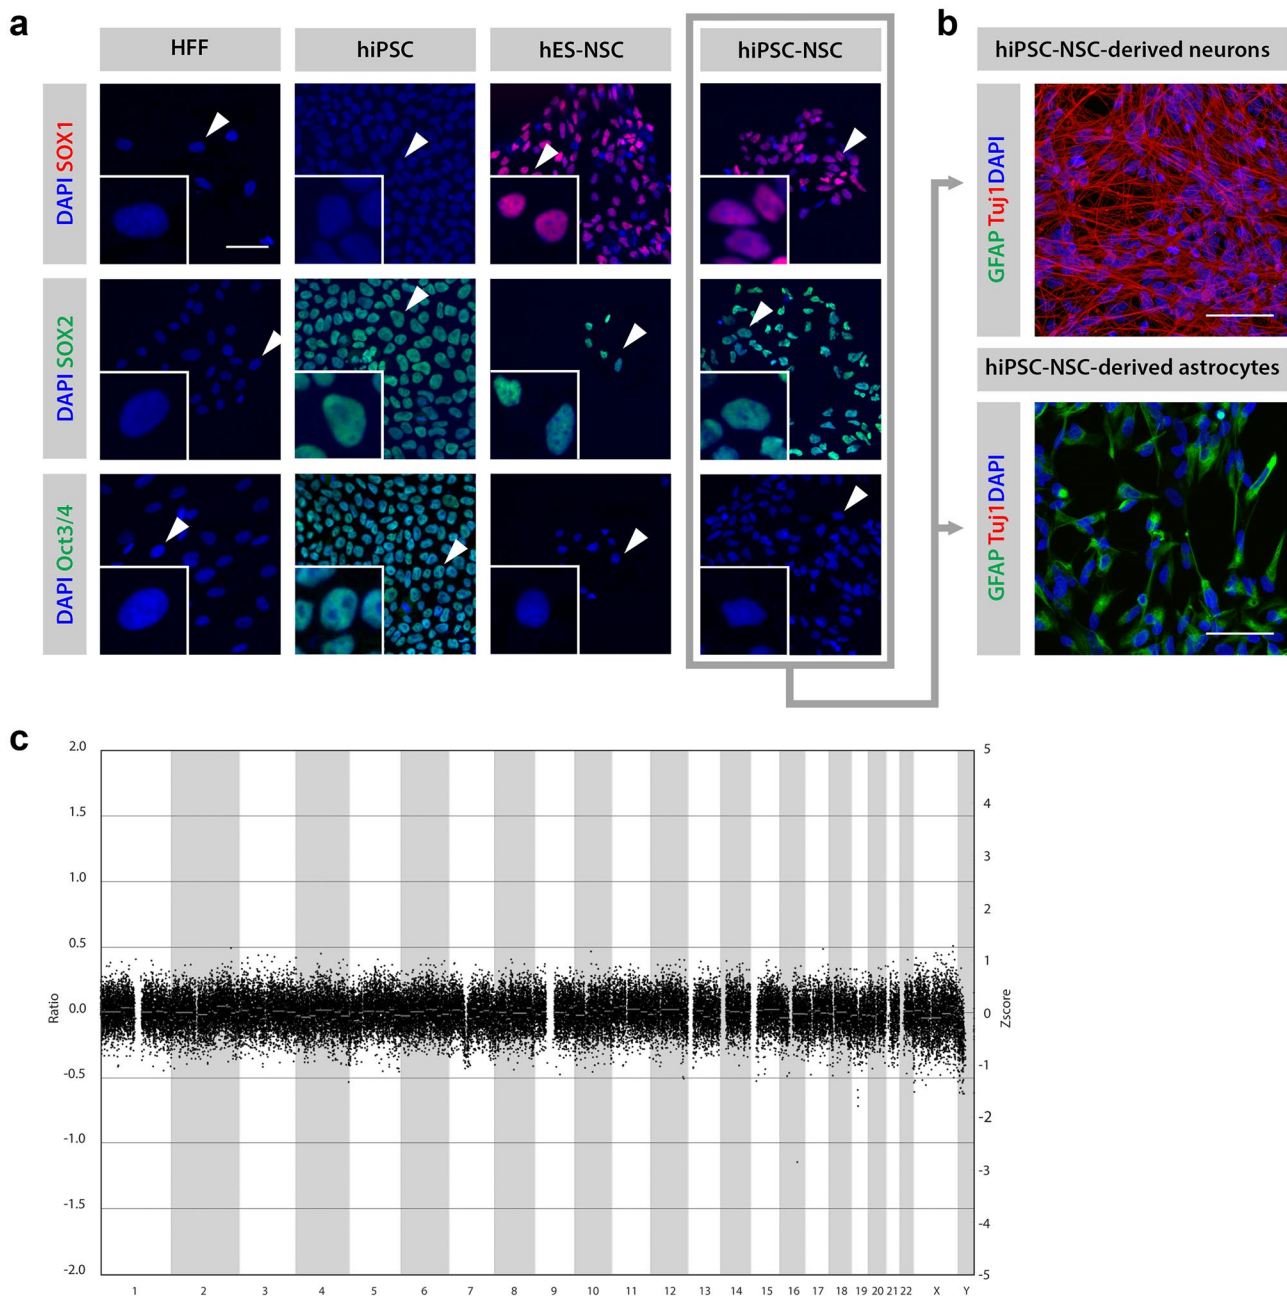 a
HFF
hiPSC
hES-NSC
hiPSC-NSC
DAPI SOX1
DAPI SOX2
DAPI Oct3/4
b
hiPSC-NSC-derived neurons
GFAP Tuj1DAPI
hiPSC-NSC-derived astrocytes
GFAP Tuj1DAPI
c
2.0
1.5
1.0
0.5
0.0
-0.5
-1.0
-1.5
-2.0
Ratio
5
4
3
2
1
0
-1
-2
-3
-4
-5
Zscore
1 2 3 4 5 6 7 8 9 10 11 12 13 14 15 16 17 18 19 20 21 22 X Y